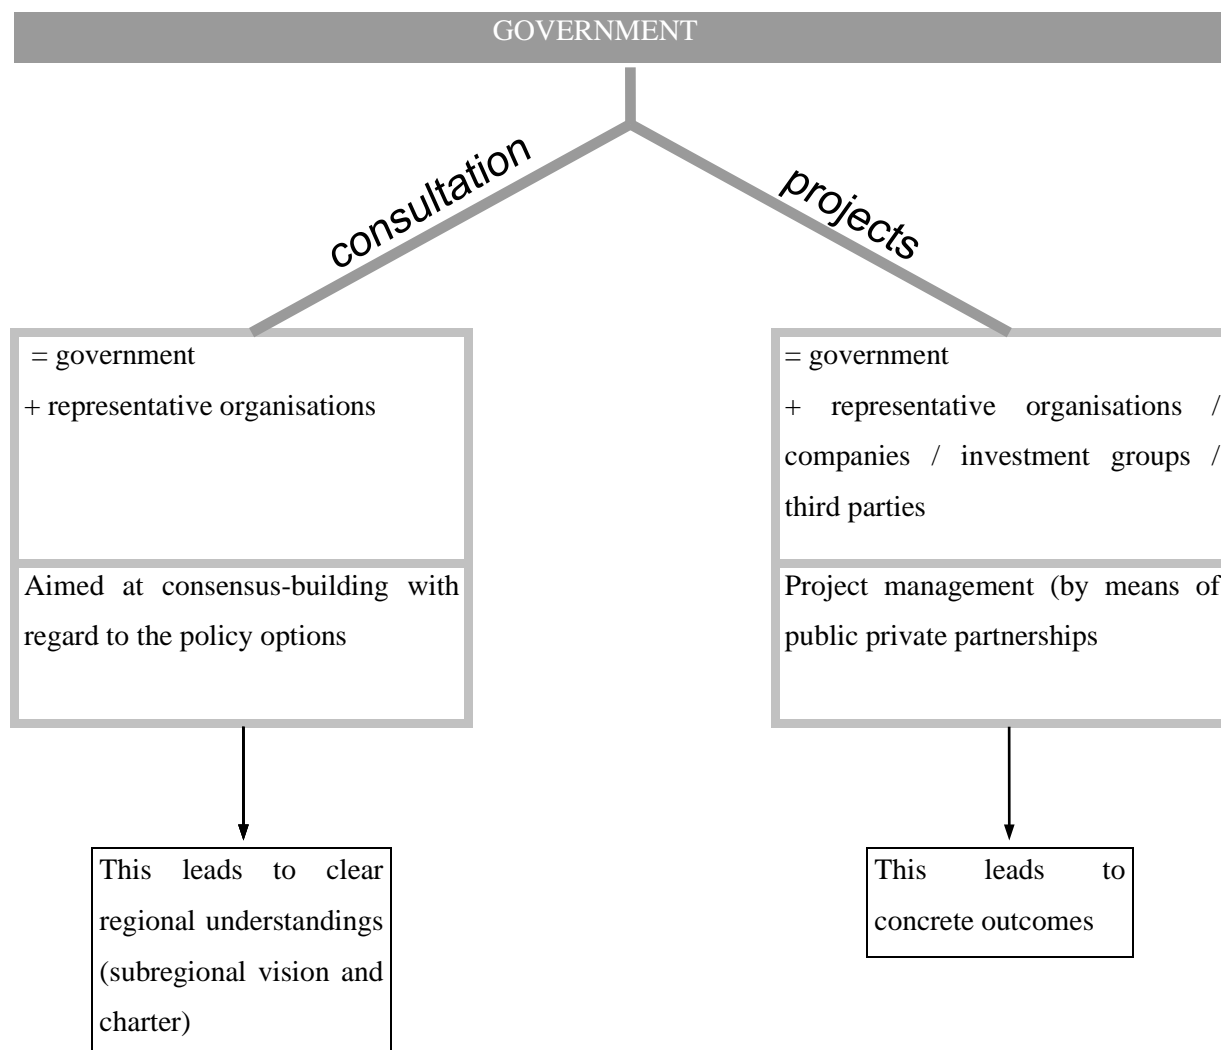 GOVERNMENT
consultation
projects
= government
+ representative organisations
Aimed at consensus-building with
regard to the policy options
= government
+ representative organisations /
companies / investment groups /
third parties
Project management (by means of
public private partnerships
This leads to clear
regional understandings
(subregional vision and
charter)
This leads to
concrete outcomes